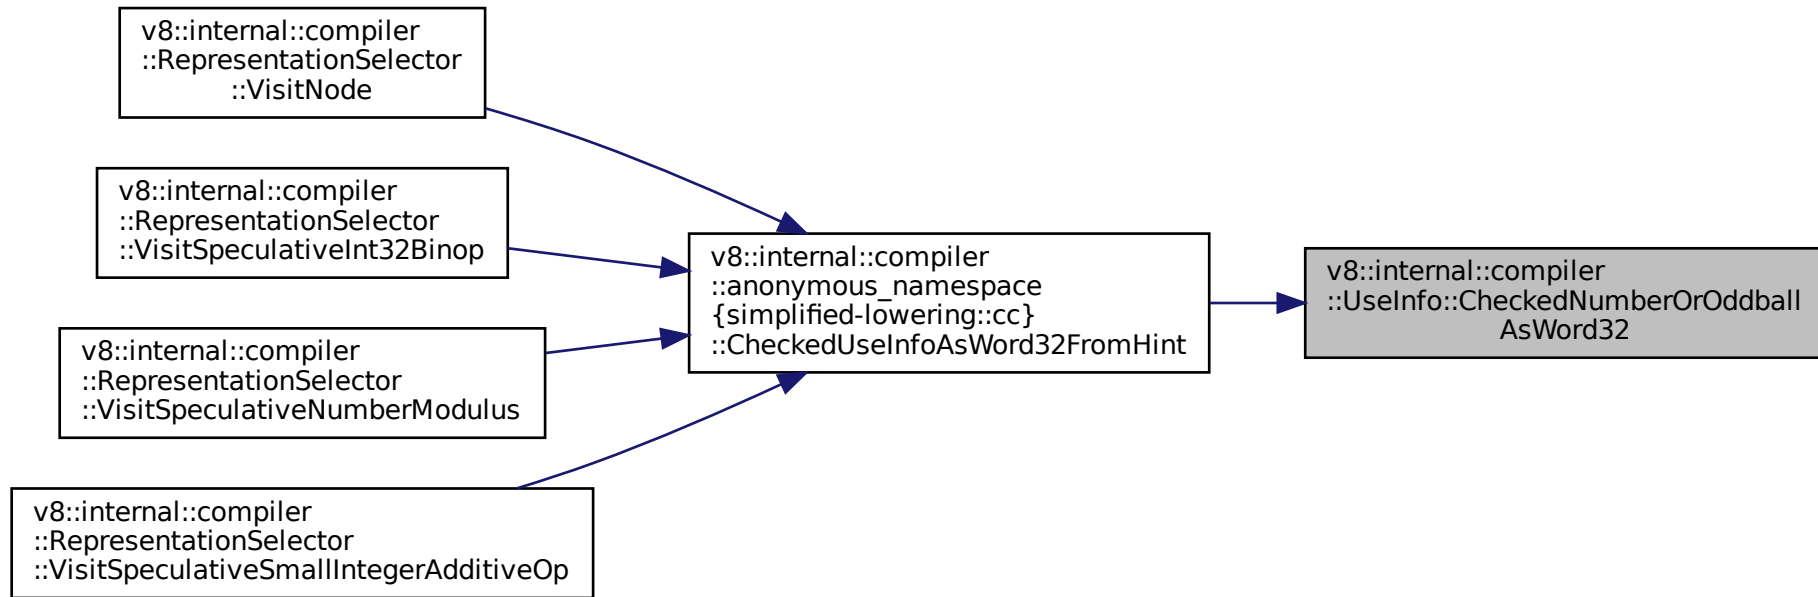 v8::internal::compiler
::RepresentationSelector
::VisitNode
v8::internal::compiler
::RepresentationSelector
::VisitSpeculativeInt32Binop
v8::internal::compiler
::RepresentationSelector
::VisitSpeculativeNumberModulus
v8::internal::compiler
::RepresentationSelector
::VisitSpeculativeSmallIntegerAdditiveOp
v8::internal::compiler
::anonymous_namespace
{simplified-lowering::cc}
::CheckedUseInfoAsWord32FromHint
v8::internal::compiler
::UseInfo::CheckedNumberOrOddball
AsWord32